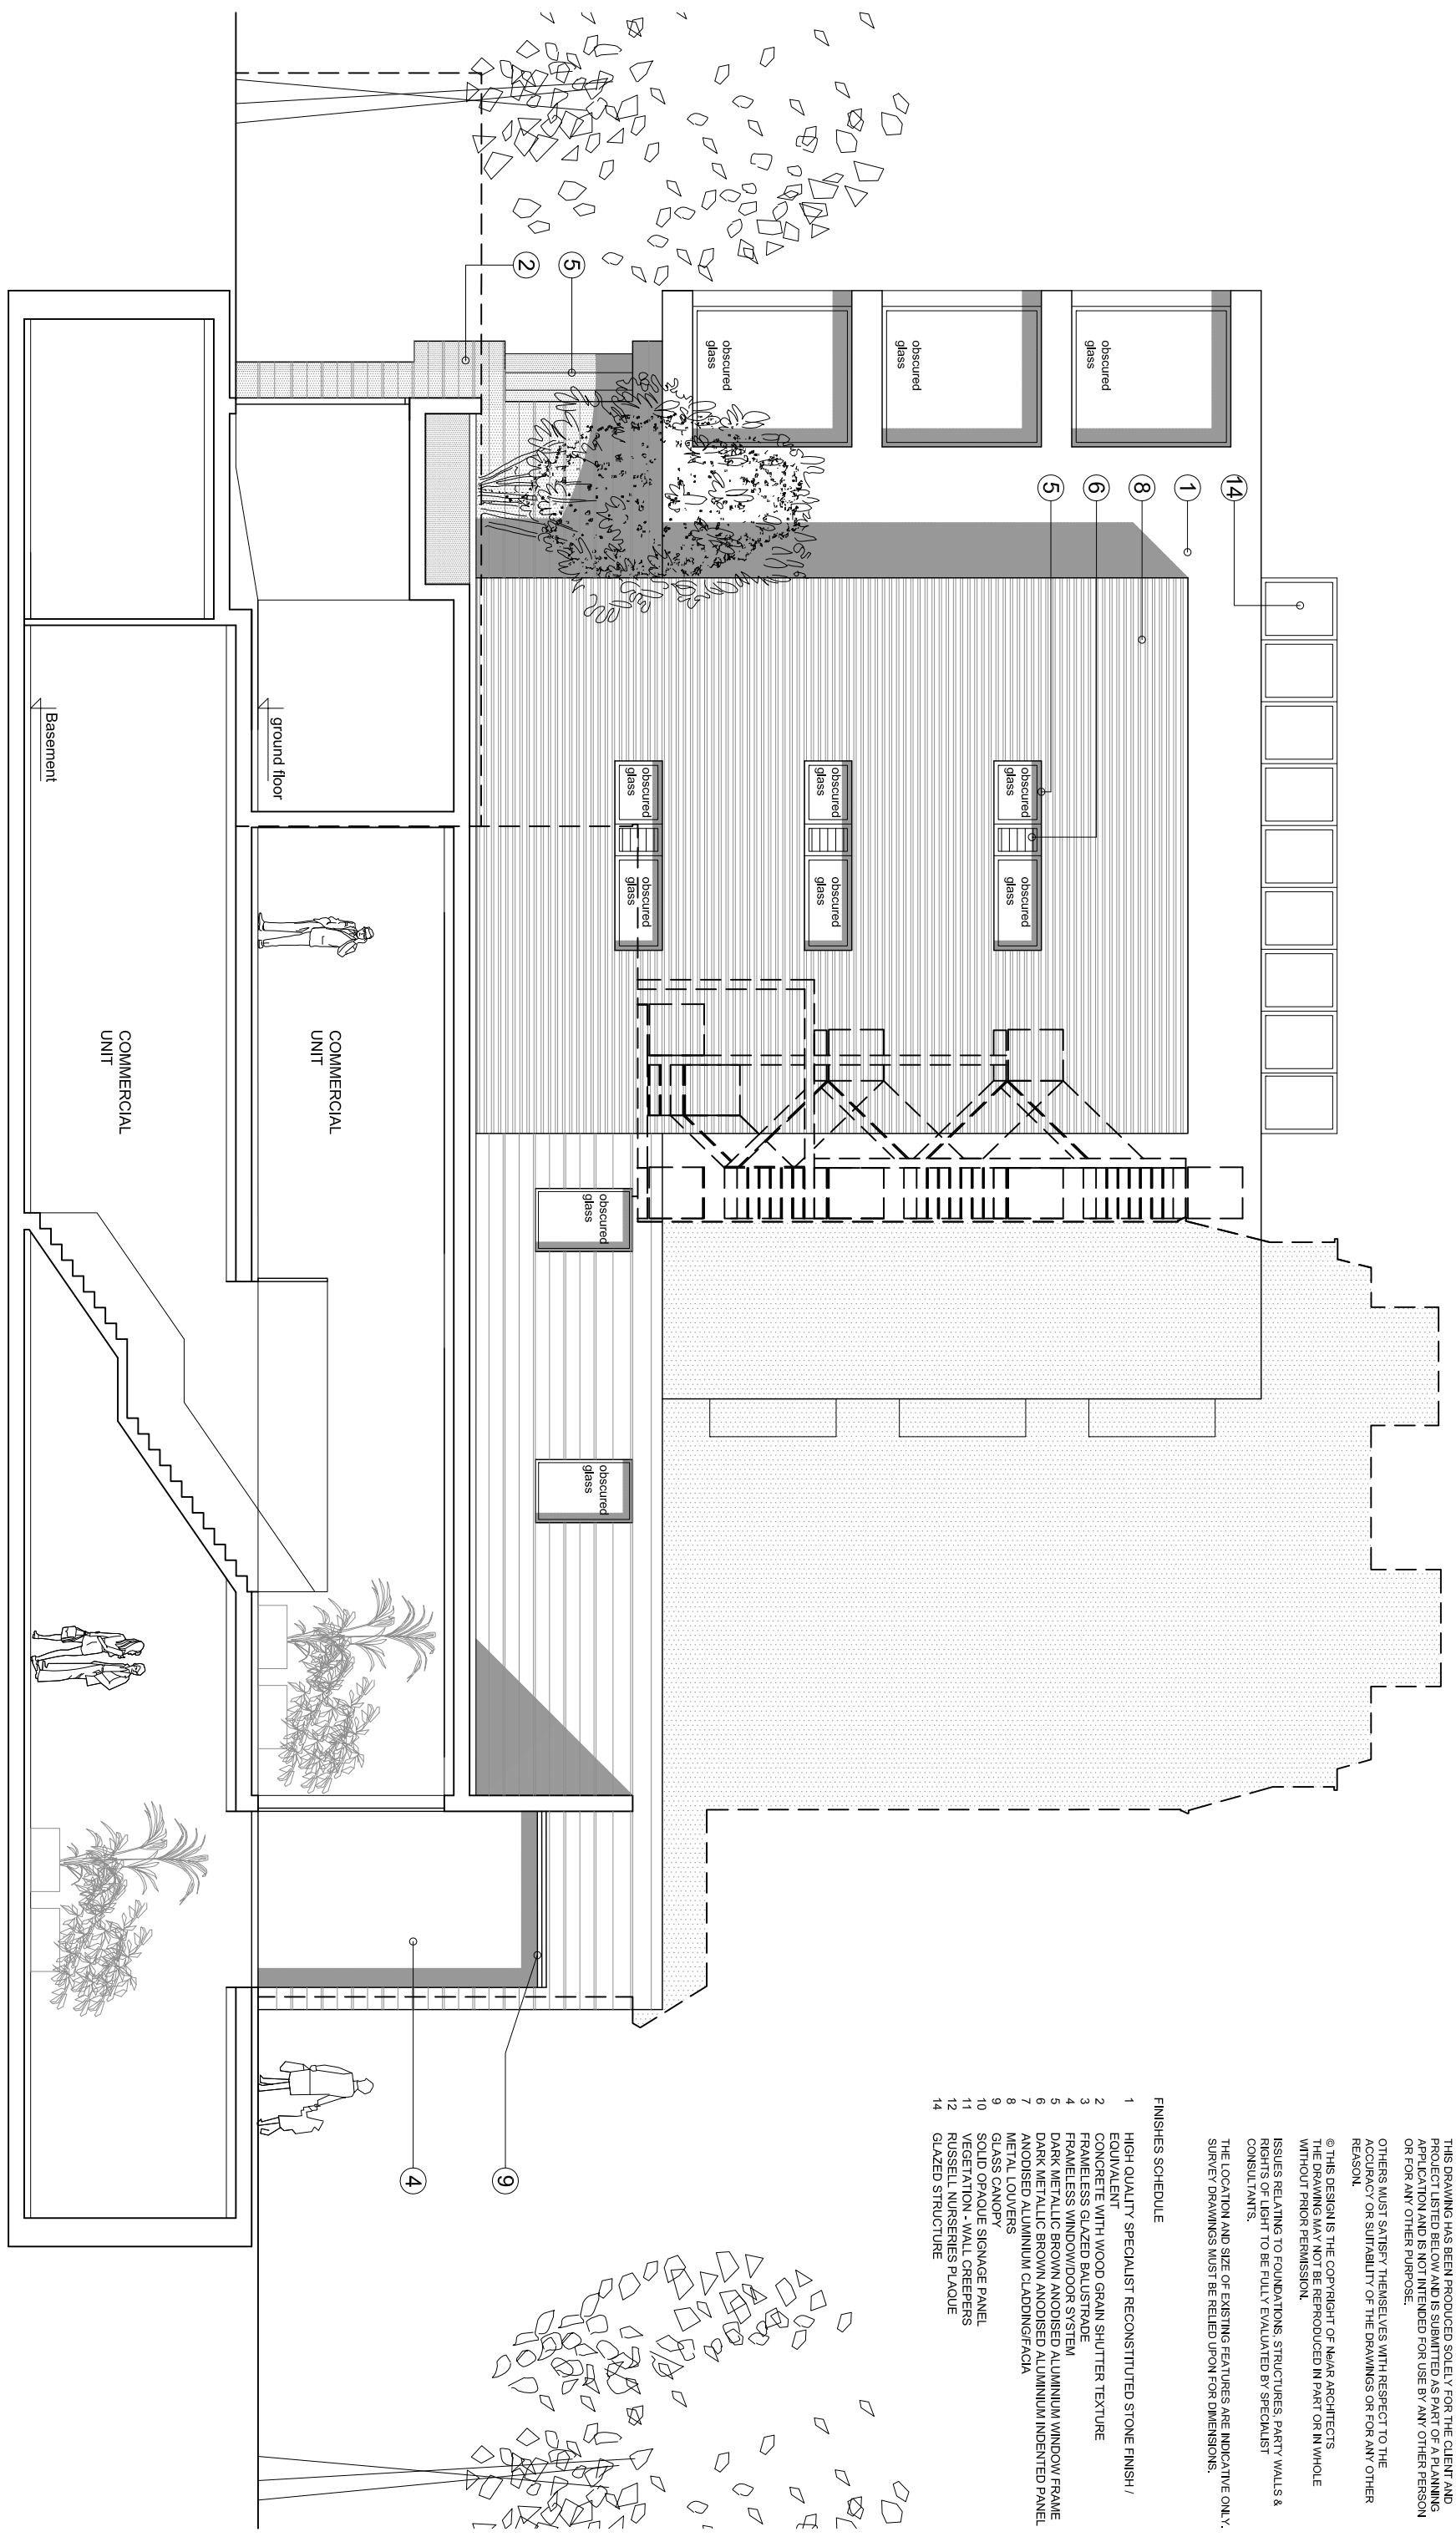 THIS DRAWING HAS BEEN PRODUCED SOLELY FOR THE CLIENT AND
PROJECT LISTED BELOW AND IS SUBMITTED AS PART OF A PLANNING
APPLICATION AND IS NOT INTENDED FOR USE BY ANY OTHER PERSON
OR FOR ANY OTHER PURPOSE.
OTHERS MUST SATISFY THEMSELVES WITH RESPECT TO THE
ACCURACY OR SUITABILITY OF THE DRAWINGS OR FOR ANY OTHER
REASON.
© THIS DESIGN IS THE COPYRIGHT OF Ne/AR ARCHITECTS
THE DRAWING MAY NOT BE REPRODUCED IN PART OR IN WHOLE
WITHOUT PRIOR PERMISSION.
ISSUES RELATING TO FOUNDATIONS, STRUCTURES, PARTY WALLS &
RIGHTS OF LIGHT TO BE FULLY EVALUATED BY SPECIALIST
CONSULTANTS.
THE LOCATION AND SIZE OF EXISTING FEATURES ARE INDICATIVE ONLY.
SURVEY DRAWINGS MUST BE RELIED UPON FOR DIMENSIONS.
FINISHES SCHEDULE
1 HIGH QUALITY SPECIALIST RECONSTITUTED STONE FINISH /
EQUIVALENT
2 CONCRETE WITH WOOD GRAIN SHUTTER TEXTURE
3 FRAMELESS GLAZED BALUSTRADE
4 FRAMELESS WINDOW/DOOR SYSTEM
5 DARK METALLIC BROWN ANODISED ALUMINIUM WINDOW FRAME
6 DARK METALLIC BROWN ANODISED ALUMINIUM INDENTED PANEL
7 ANODISED ALUMINIUM CLADDING/FACIA
8 METAL LOUVERS
9 GLASS CANOPY
10 SOLID OPAQUE SIGNAGE PANEL
11 VEGETATION - WALL CREEPERS
12 RUSSELL NURSERIES PLAQUE
14 GLAZED STRUCTURE
14
1
8
6
5
obscured
glass
obscured
glass
obscured
glass
obscured
glass
obscured
glass
obscured
glass
obscured
glass
obscured
glass
obscured
glass
5
2
obscured
glass
obscured
glass
9
4
ground floor
COMMERCIAL
UNIT
Basement
COMMERCIAL
UNIT